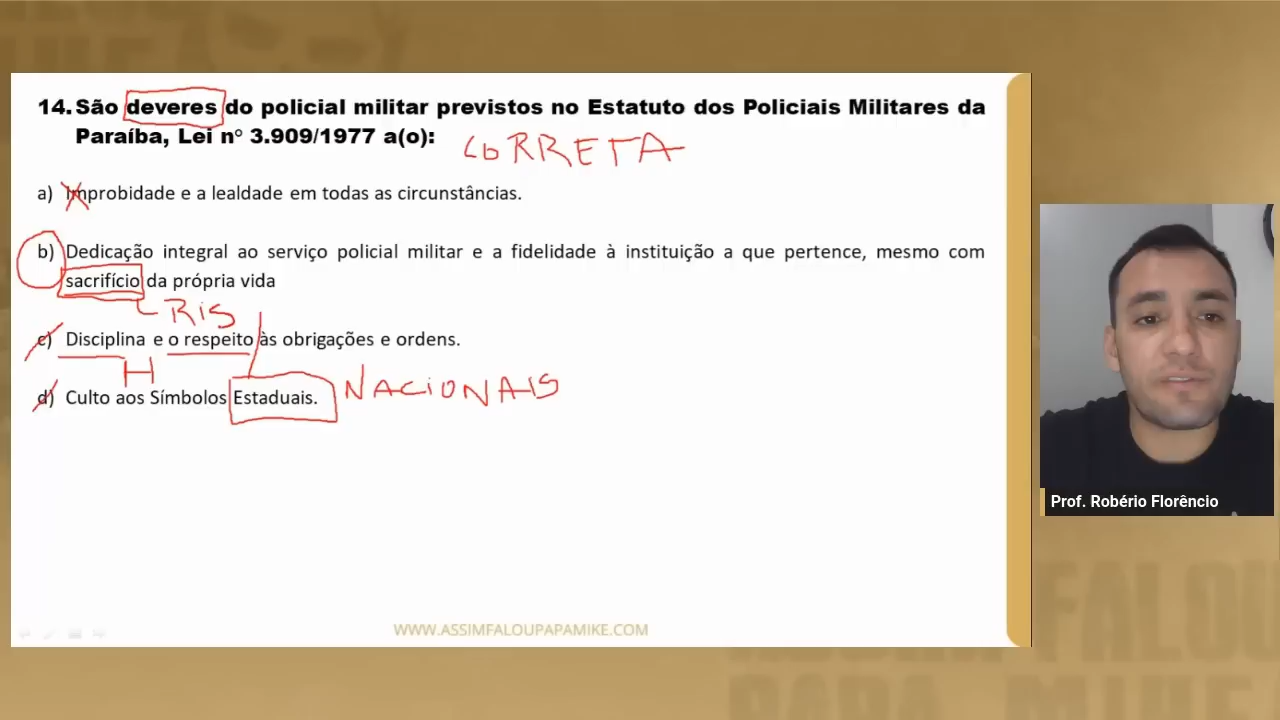 14. São deveres do policial militar previstos no Estatuto dos Policiais Militares da
Paraíba, Lei nº 3.909/1977 a(o):
CORRETA
a) Improbidade e a lealdade em todas as circunstâncias.
b) Dedicação integral ao serviço policial militar e a fidelidade à instituição a que pertence, mesmo com
sacrifício da própria vida
RIS
c) Disciplina e o respeito às obrigações e ordens.
H
d) Culto aos Símbolos Estaduais.
NACIONAIS
WWW.ASSIMFALOUPAPAMIKE.COM
Prof. Robério Florêncio